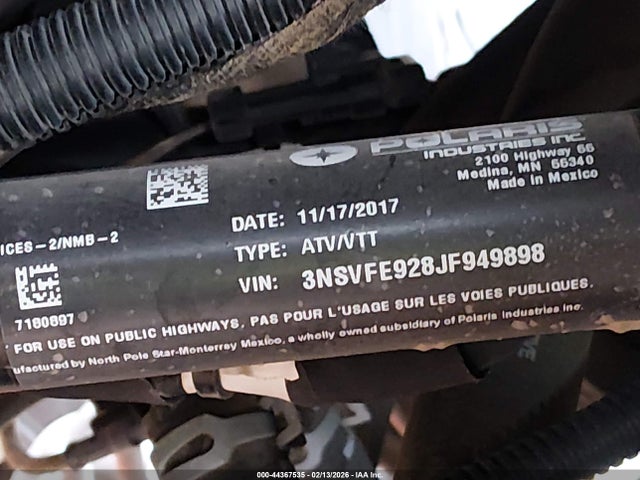 POLARIS
INDUSTRIES INC.
2100 Highway 55
Medina, MN 55340
Made In Mexico
ICES-2/NMB-2
DATE: 11/17/2017
TYPE: ATV/VTT
VIN: 3NSVFE928JF949898
7180897
FOR USE ON PUBLIC HIGHWAYS, PAS POUR L'USAGE SUR LES VOIES PUBLIQUES.
ufactured by North Pole Star-Monterrey Mexico, a wholly owned subsidiary of Polaris Industries Inc.
000-44367535 - 02/13/2026 - IAA Inc.